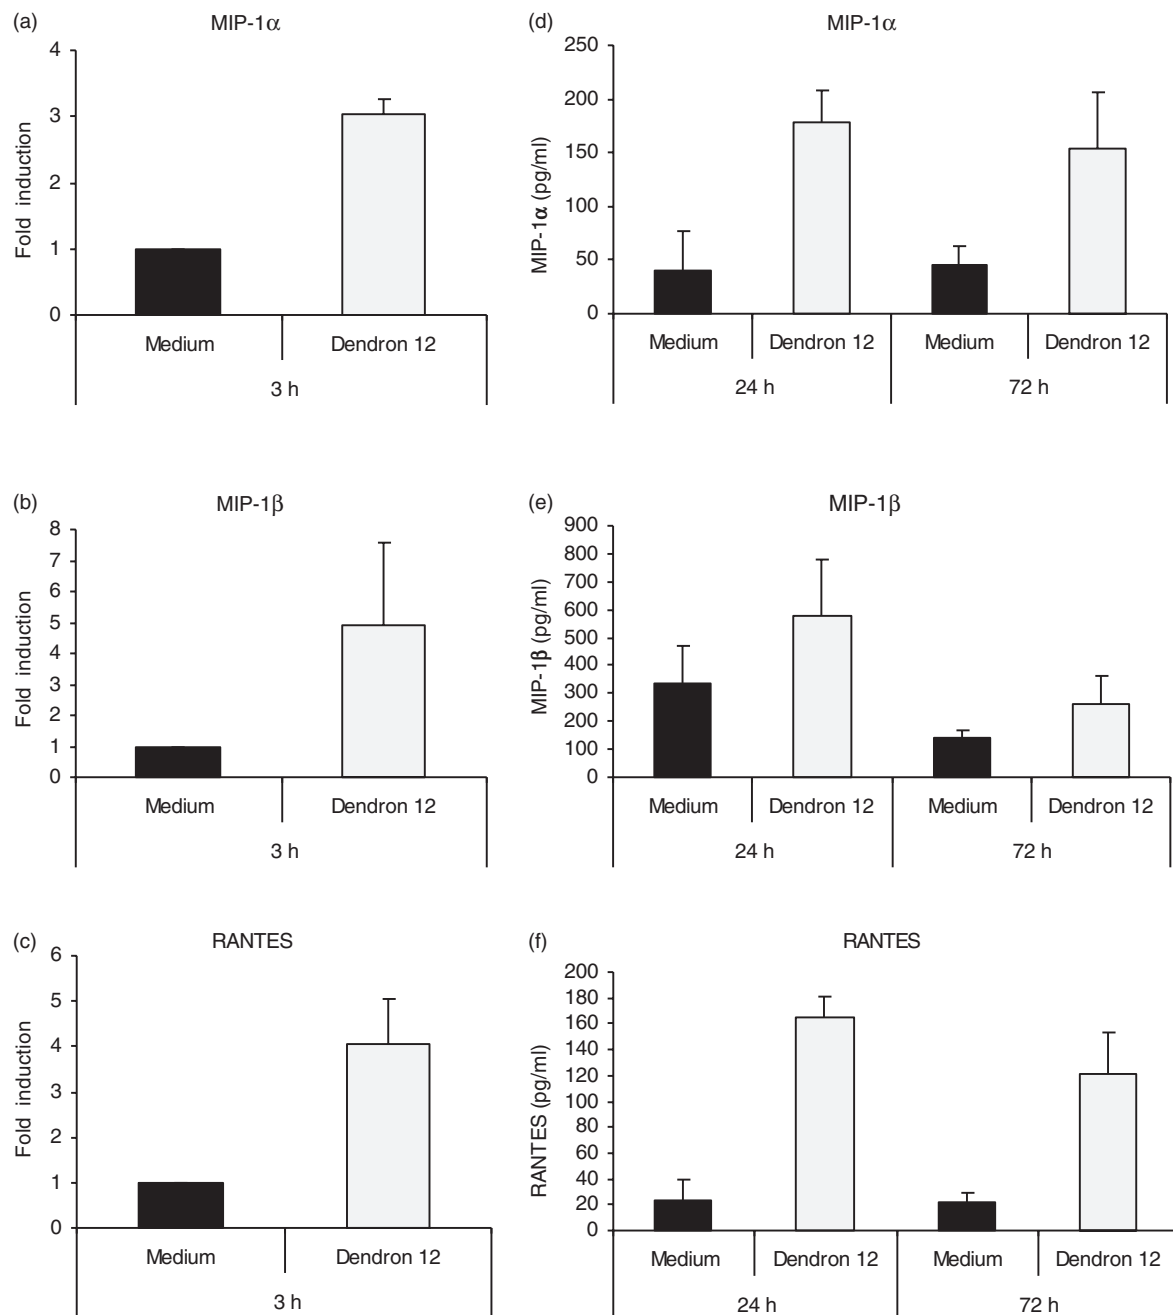 (a)
MIP-1α
Fold induction
4
3
2
1
0
Medium
Dendron 12
3 h
(d)
MIP-1α
MIP-1α (pg/ml)
250
200
150
100
50
0
Medium
Dendron 12
Medium
Dendron 12
24 h
72 h
(b)
MIP-1β
Fold induction
8
7
6
5
4
3
2
1
0
Medium
Dendron 12
3 h
(e)
MIP-1β
MIP-1β (pg/ml)
900
800
700
600
500
400
300
200
100
0
Medium
Dendron 12
Medium
Dendron 12
24 h
72 h
(c)
RANTES
Fold induction
6
5
4
3
2
1
0
Medium
Dendron 12
3 h
(f)
RANTES
RANTES (pg/ml)
200
180
160
140
120
100
80
60
40
20
0
Medium
Dendron 12
Medium
Dendron 12
24 h
72 h